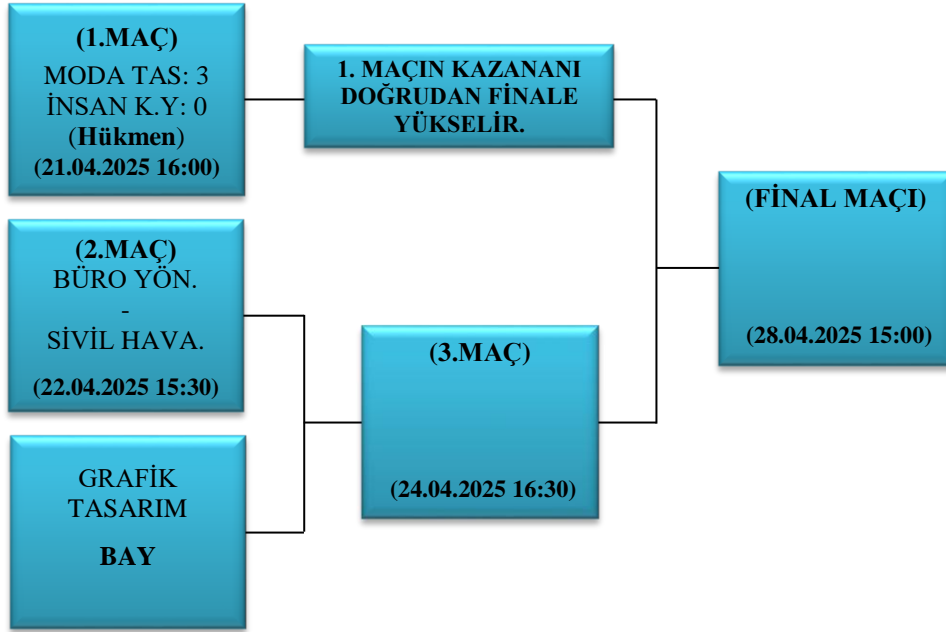 (1.MAÇ)
MODA TAS: 3
İNSAN K.Y: 0
(Hükmen)
(21.04.2025 16:00)
1. MAÇIN KAZANANI
DOĞRUDAN FİNALE
YÜKSELİR.
(2.MAÇ)
BÜRO YÖN.
-
SİVİL HAVA.
(22.04.2025 15:30)
GRAFİK
TASARIM
BAY
(3.MAÇ)
(24.04.2025 16:30)
(FİNAL MAÇI)
(28.04.2025 15:00)